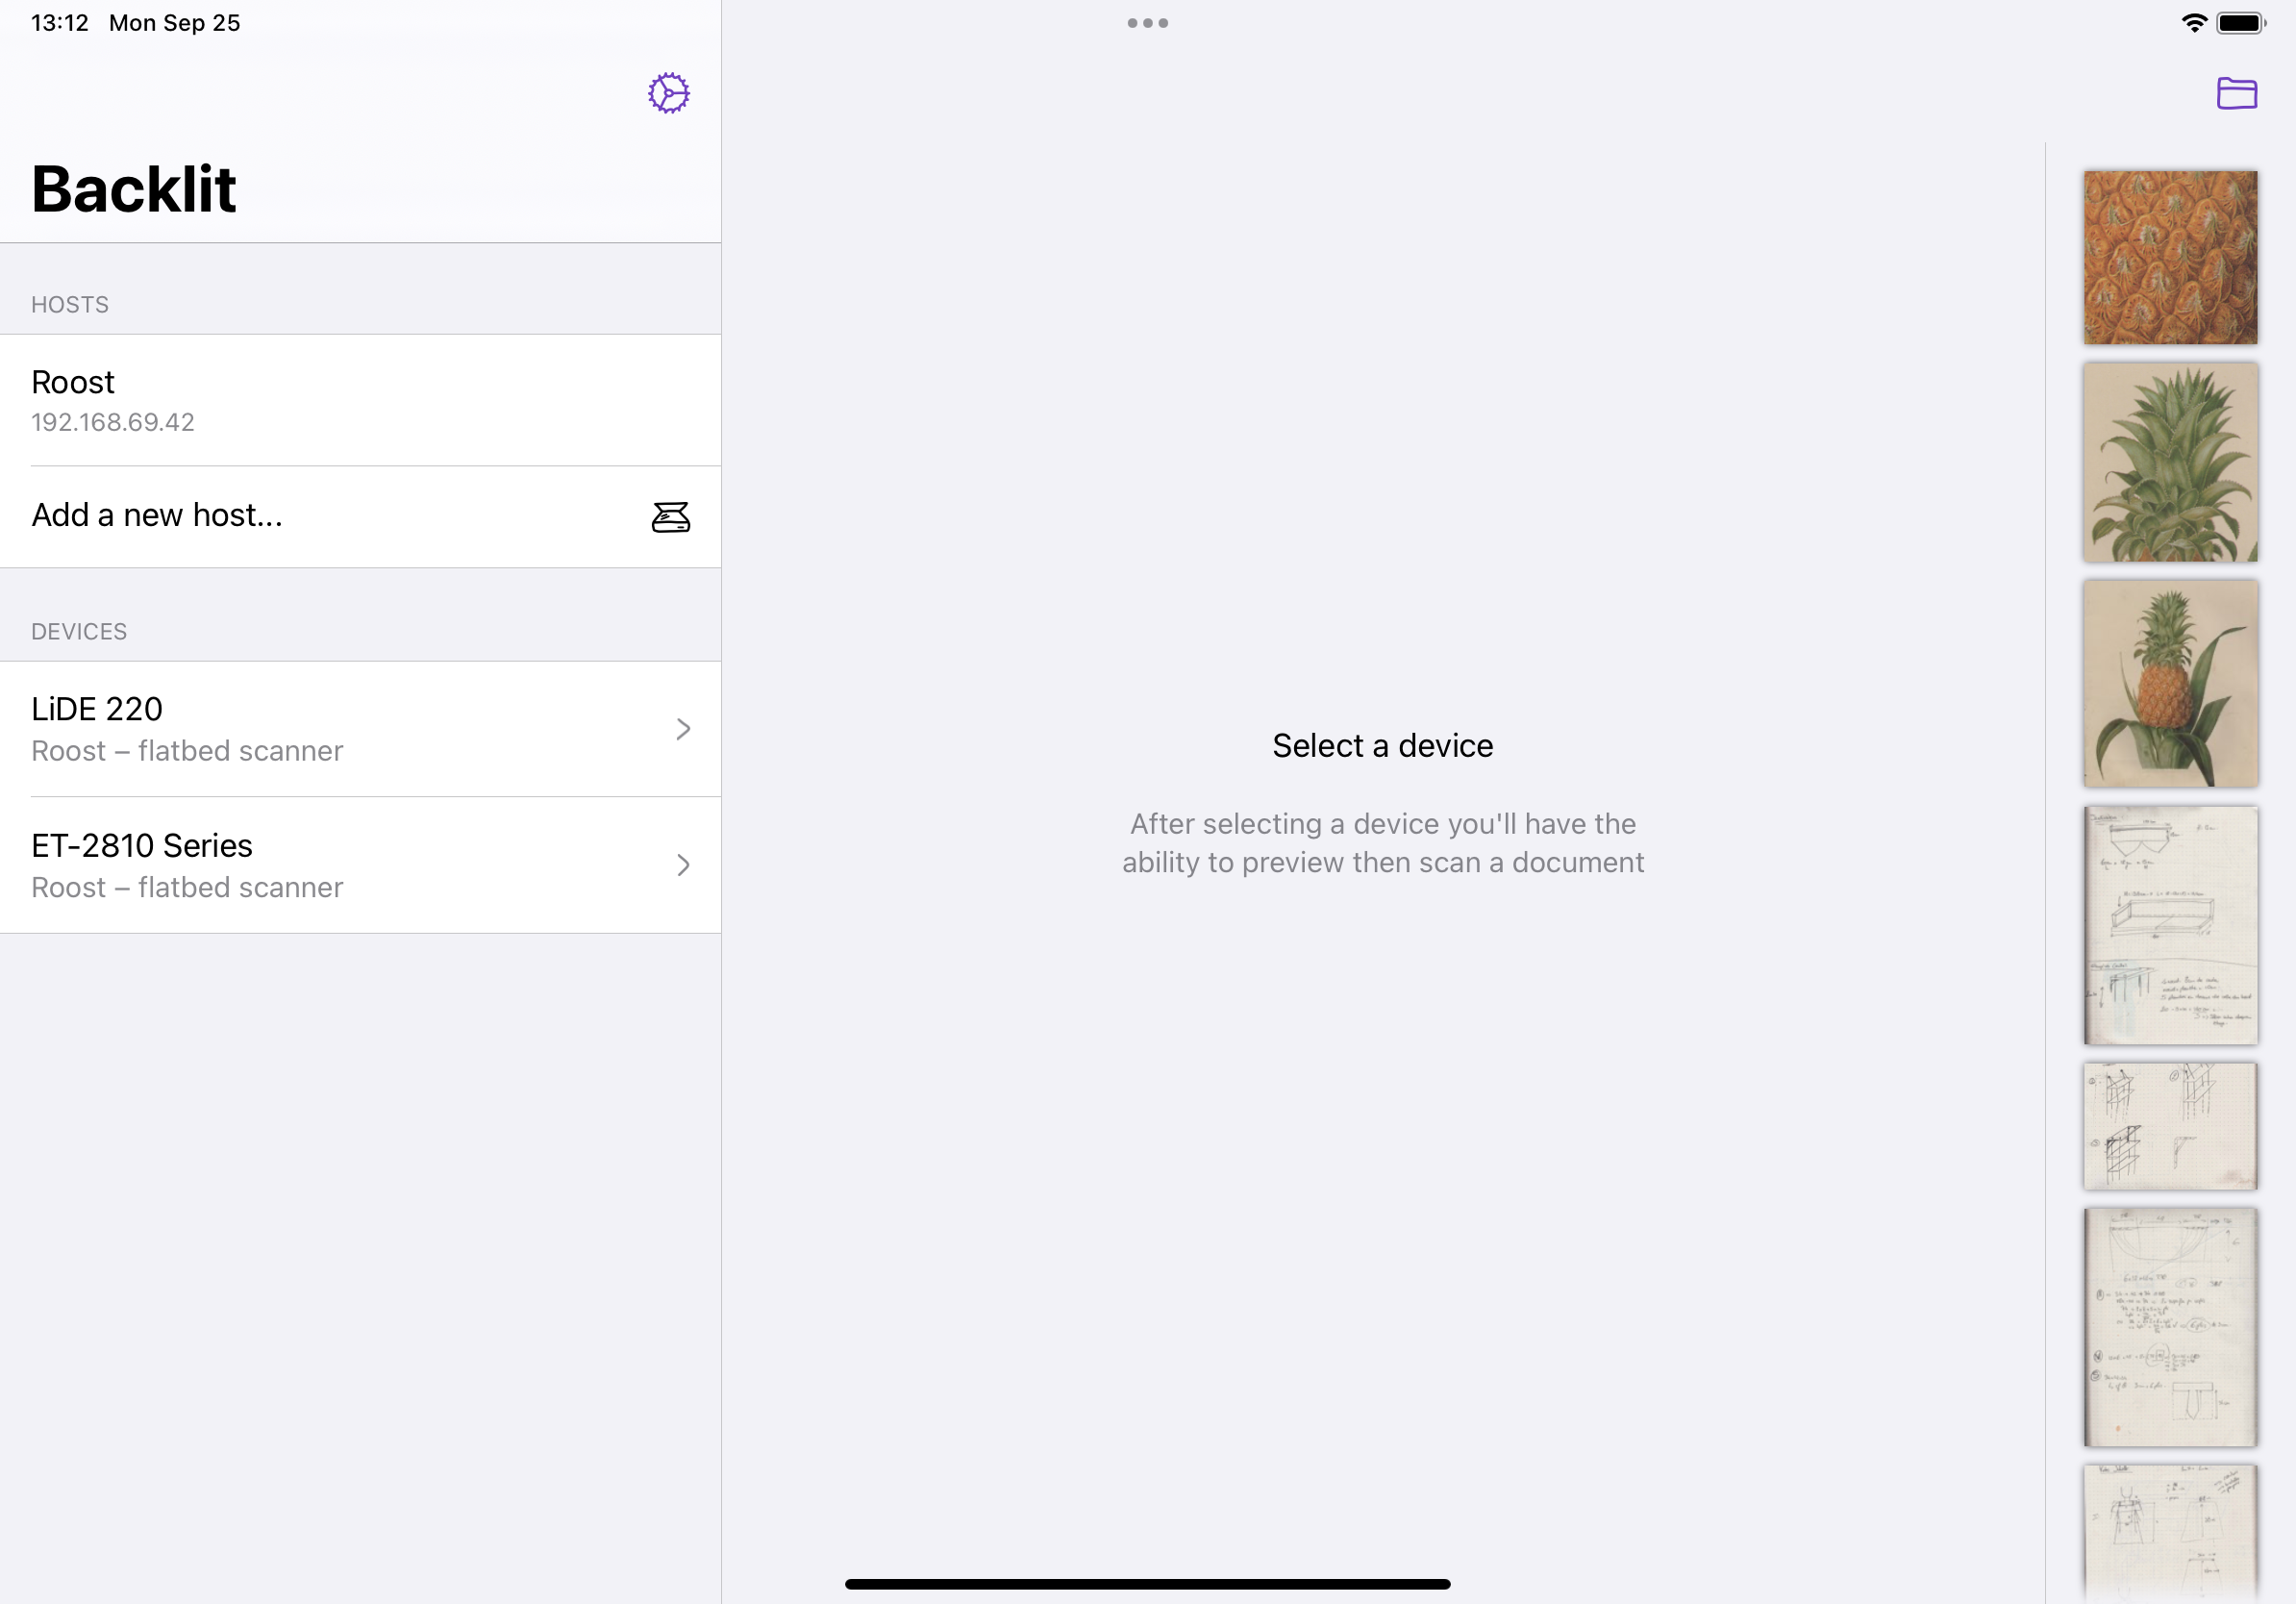 13:12 Mon Sep 25
Backlit
HOSTS
Roost
192.168.69.42
Add a new host...
DEVICES
LiDE 220
Roost – flatbed scanner
ET-2810 Series
Roost – flatbed scanner
Select a device
After selecting a device you'll have the
ability to preview then scan a document